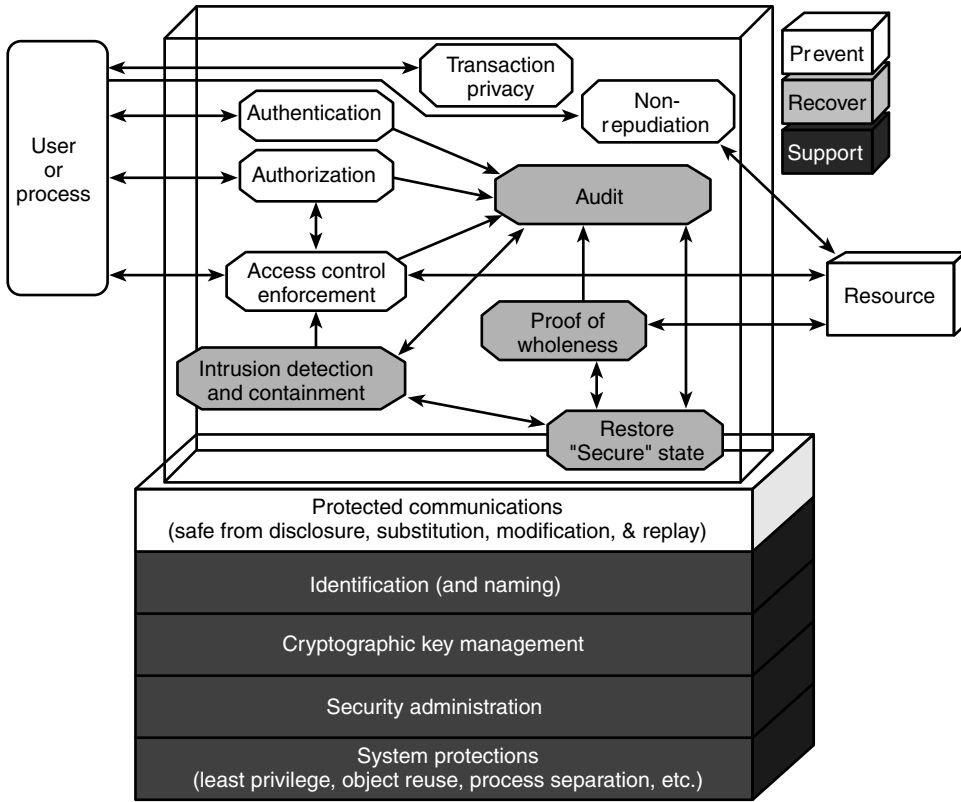 Prevent
Recover
Support
User
or
process
Transaction
privacy
Non-
repudiation
Authentication
Authorization
Audit
Access control
enforcement
Resource
Proof of
wholeness
Intrusion detection
and containment
Restore
"Secure" state
Protected communications
(safe from disclosure, substitution, modification, & replay)
Identification (and naming)
Cryptographic key management
Security administration
System protections
(least privilege, object reuse, process separation, etc.)